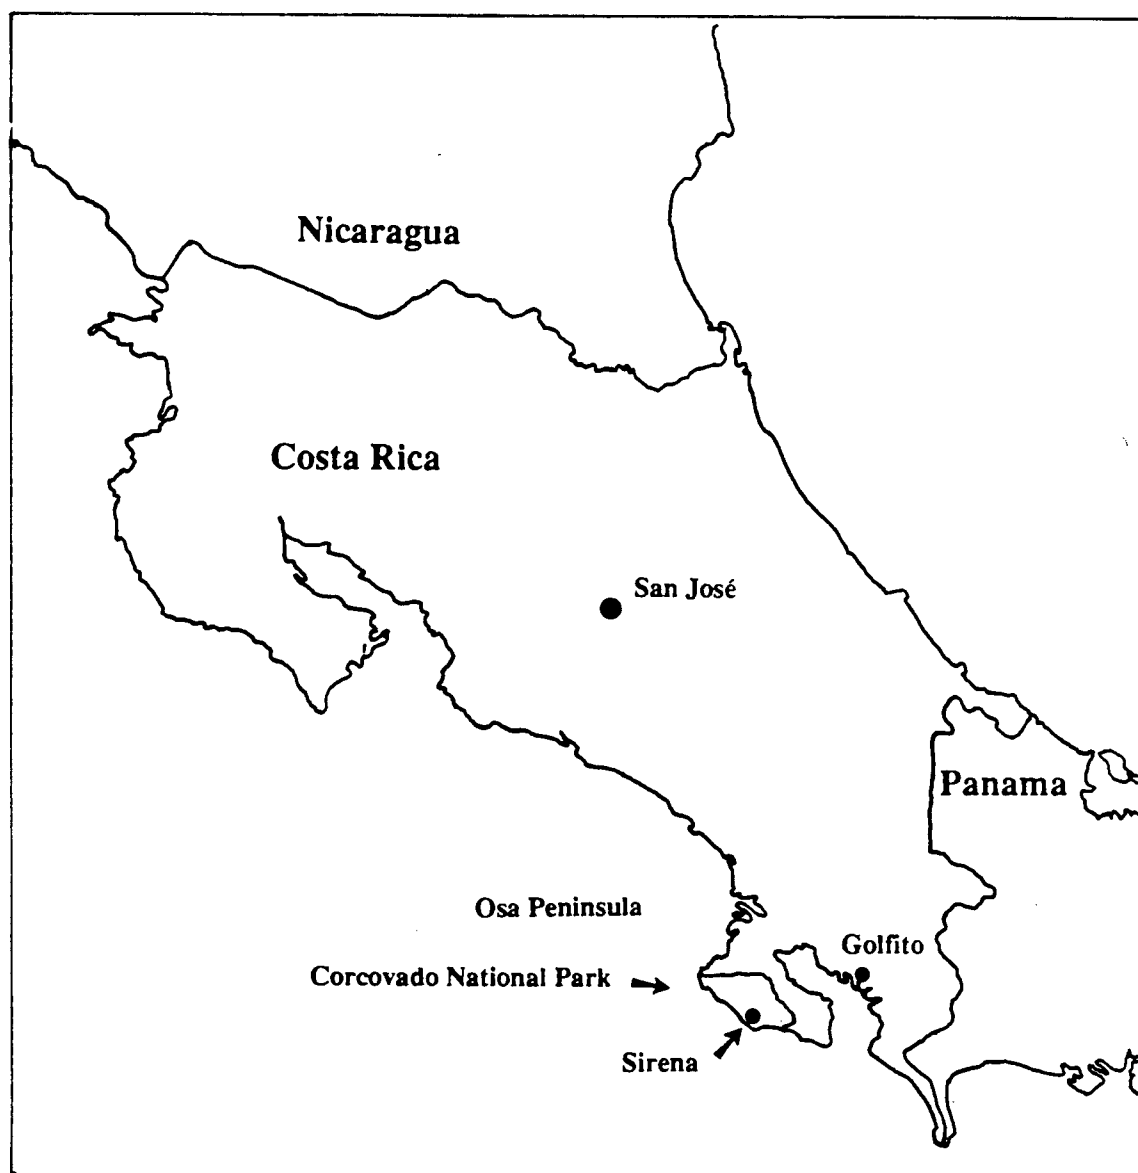 Nicaragua
Costa Rica
San José
Panama
Osa Peninsula
Golfito
Corcovado National Park
Sirena